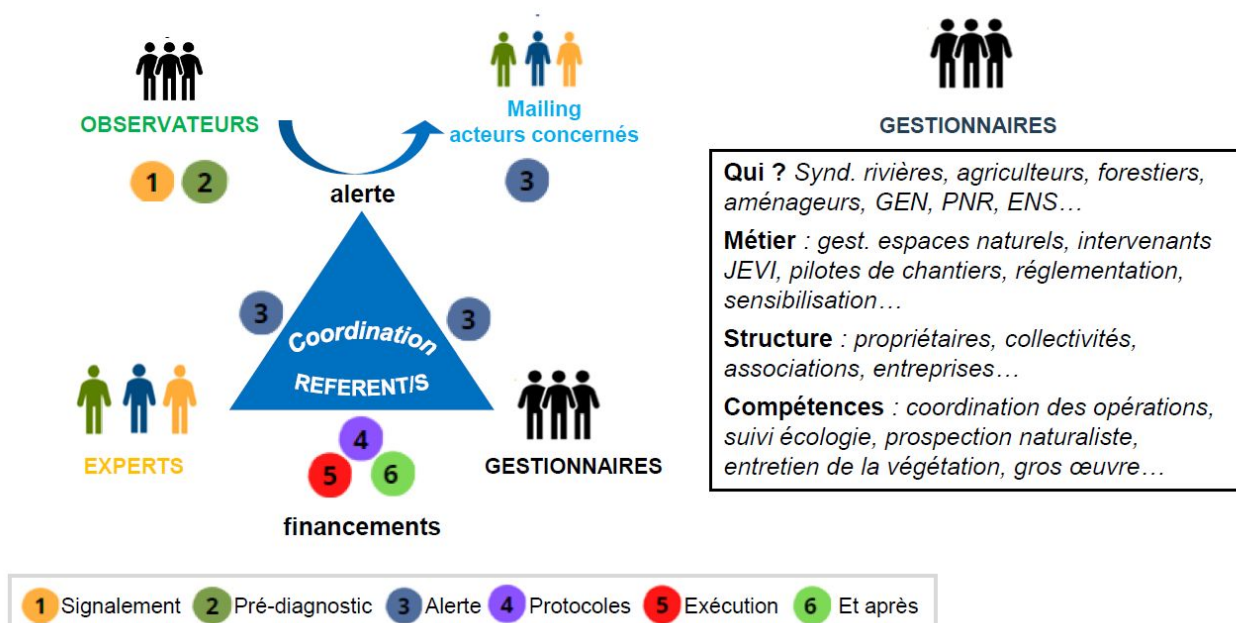 OBSERVATEURS
1 2
Mailing
acteurs concernés
3
alerte
3
3
Coordination
REFERENT/S
EXPERTS
4
5 6
GESTIONNAIRES
financements
GESTIONNAIRES
Qui ? Synd. rivières, agriculteurs, forestiers,
aménageurs, GEN, PNR, ENS…
Métier : gest. espaces naturels, intervenants
JEVI, pilotes de chantiers, réglementation,
sensibilisation…
Structure : propriétaires, collectivités,
associations, entreprises…
Compétences : coordination des opérations,
suivi écologie, prospection naturaliste,
entretien de la végétation, gros œuvre…
1 Signalement 2 Pré-diagnostic 3 Alerte 4 Protocoles 5 Exécution 6 Et après